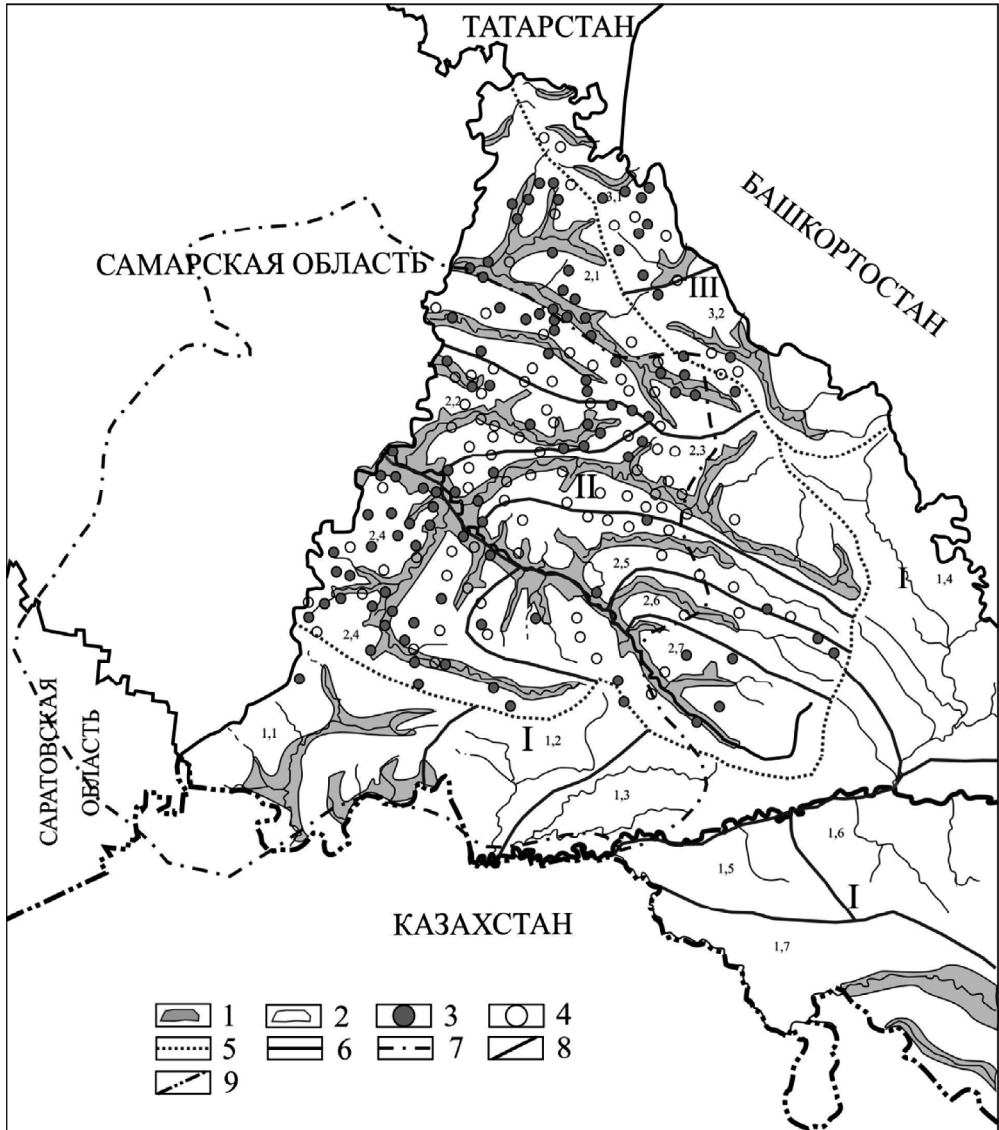 ТАТАРСТАН
БАШКОРТОСТАН
САМАРСКАЯ ОБЛАСТЬ
3,1
2,1
III
3,2
2,2
2,3
II
2,4
2,5
I
1,4
2,6
2,4
2,7
1,1
I
1,2
САРАТОВСКАЯ
ОБЛАСТЬ
1,3
1,6
1,5
I
КАЗАХСТАН
1,7
1 2 3 4
5 6 7 8
9